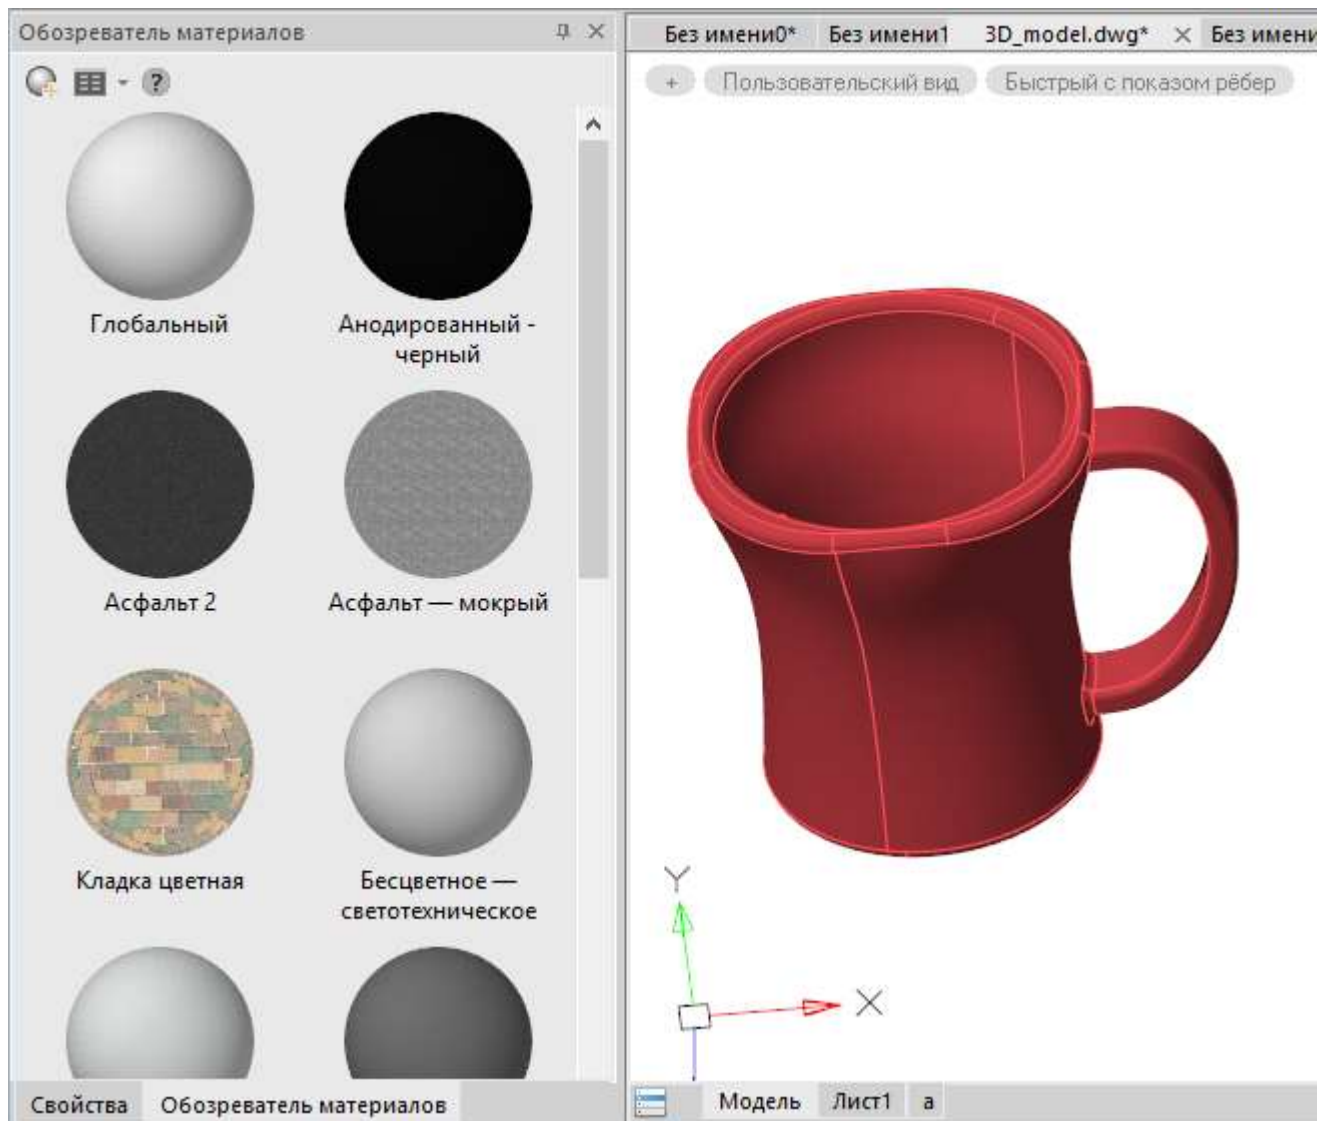 Обозреватель материалов
Без имени0*
Без имени1
3D_model.dwg*
Без имени
?
+
Пользовательский вид
Быстрый с показом рёбер
Глобальный
Анодированный -
черный
Асфальт 2
Асфальт — мокрый
Кладка цветная
Бесцветное —
светотехническое
Y
X
Свойства
Обозреватель материалов
Модель
Лист1
a